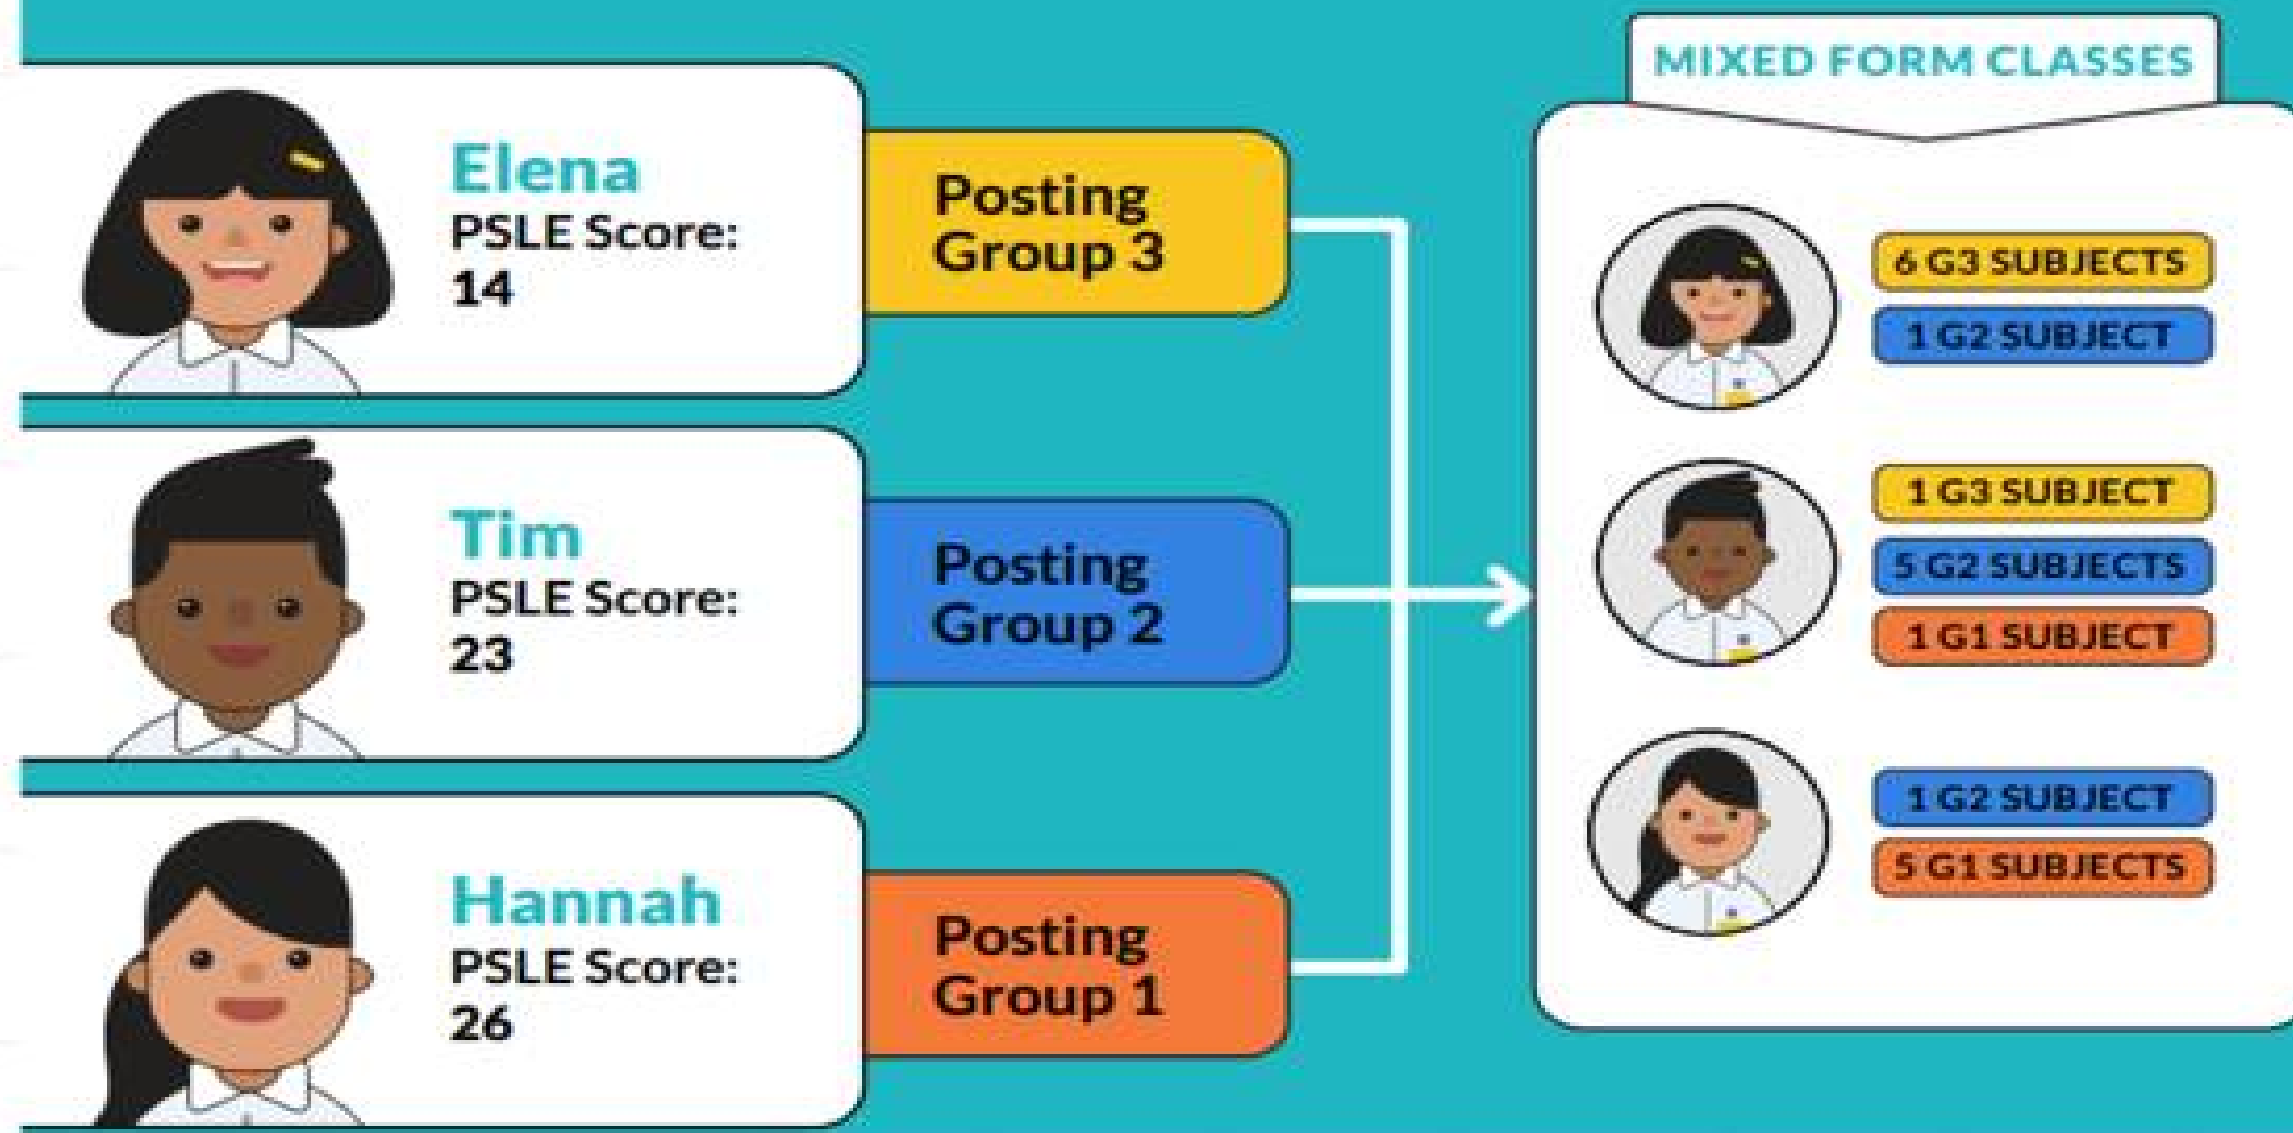 MIXED FORM CLASSES
Elena
PSLE Score:
14
Posting
Group 3
6 G3 SUBJECTS
1 G2 SUBJECT
Tim
PSLE Score:
23
Posting
Group 2
1 G3 SUBJECT
5 G2 SUBJECTS
1 G1 SUBJECT
Hannah
PSLE Score:
26
Posting
Group 1
1 G2 SUBJECT
5 G1 SUBJECTS